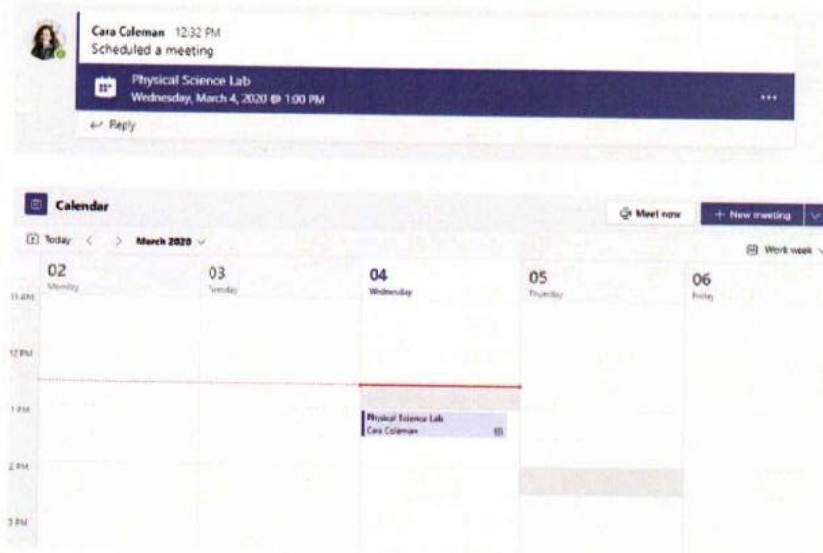 Cara Coleman 12:32 PM
Scheduled a meeting
Physical Science Lab
Wednesday, March 4, 2020 @ 1:00 PM
Reply
Calendar
Meet now
+ New meeting
Today < > March 2020
Work week
02
Monday
03
Tuesday
04
Wednesday
05
Thursday
06
Friday
11 AM
12 PM
1 PM
Physical Science Lab
Cara Coleman
2 PM
3 PM